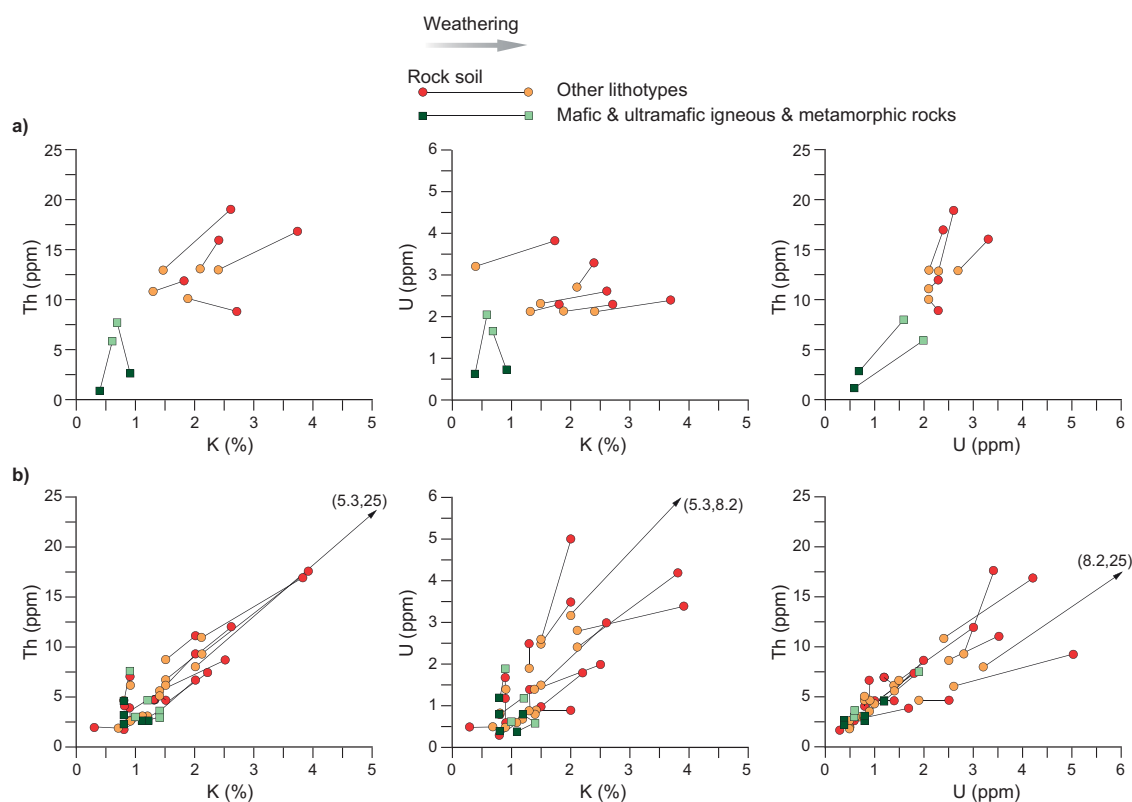 Weathering
Rock soil
Other lithotypes
Mafic & ultramafic igneous & metamorphic rocks
a)
25
20
15
10
5
0
Th (ppm)
0 1 2 3 4 5
K (%)
6
5
4
3
2
1
0
U (ppm)
0 1 2 3 4 5
K (%)
25
20
15
10
5
0
Th (ppm)
0 1 2 3 4 5 6
U (ppm)
b)
25
20
15
10
5
0
Th (ppm)
(5.3,25)
0 1 2 3 4 5
K (%)
6
5
4
3
2
1
0
U (ppm)
(5.3,8.2)
0 1 2 3 4 5
K (%)
25
20
15
10
5
0
Th (ppm)
(8.2,25)
0 1 2 3 4 5 6
U (ppm)